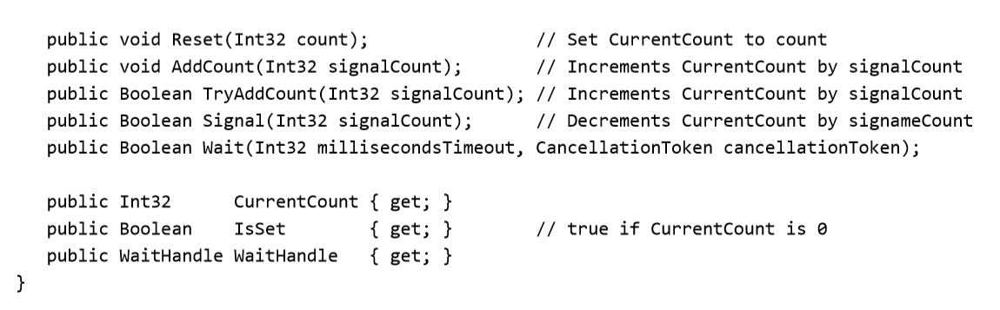 public void Reset(Int32 count);                // Set CurrentCount to count
public void AddCount(Int32 signalCount);       // Increments CurrentCount by signalCount
public Boolean TryAddCount(Int32 signalCount); // Increments CurrentCount by signalCount
public Boolean Signal(Int32 signalCount);      // Decrements CurrentCount by signameCount
public Boolean Wait(Int32 millisecondsTimeout, CancellationToken cancellationToken);
public Int32      CurrentCount { get; }
public Boolean    IsSet        { get; }        // true if CurrentCount is 0
public WaitHandle WaitHandle   { get; }
}